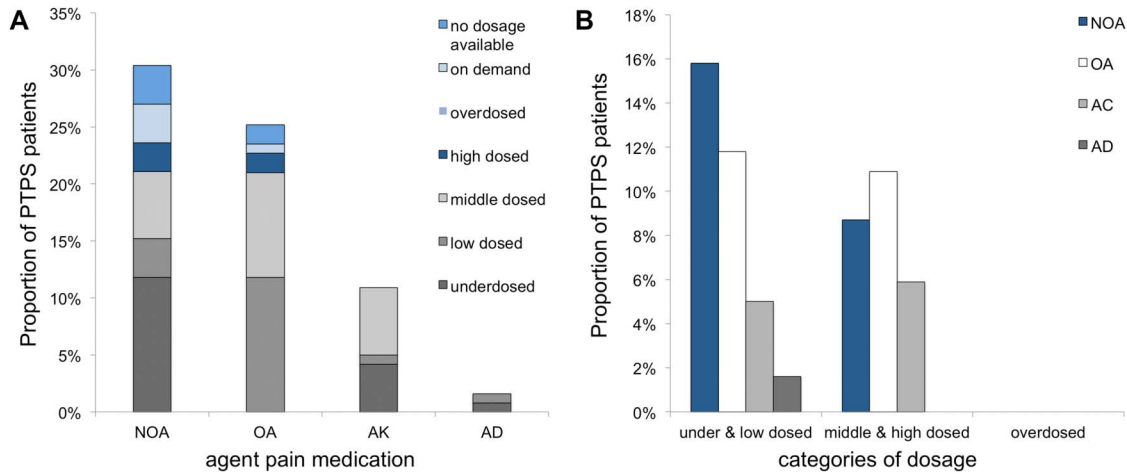 A
Proportion of PTPS patients
35%
30%
25%
20%
15%
10%
5%
0%
NOA
OA
AK
AD
agent pain medication
no dosage
available
on demand
overdosed
high dosed
middle dosed
low dosed
underdosed
B
Proportion of PTPS patients
18%
16%
14%
12%
10%
8%
6%
4%
2%
0%
under & low dosed
middle & high dosed
overdosed
categories of dosage
NOA
OA
AC
AD